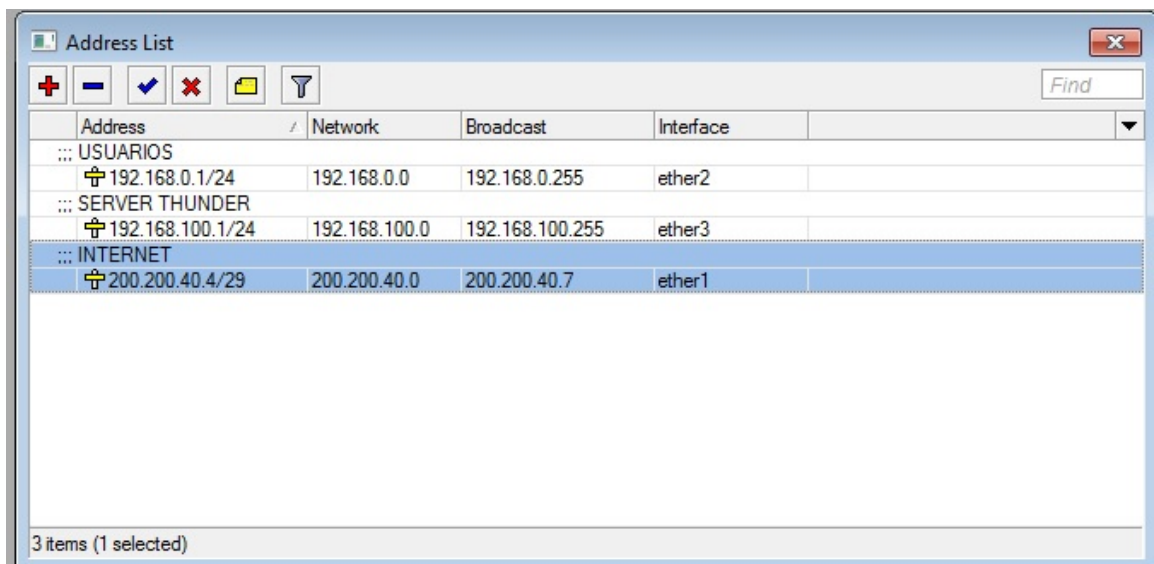 Address List
Find
Address Network Broadcast Interface
;;; USUARIOS
192.168.0.1/24 192.168.0.0 192.168.0.255 ether2
;;; SERVER THUNDER
192.168.100.1/24 192.168.100.0 192.168.100.255 ether3
;;; INTERNET
200.200.40.4/29 200.200.40.0 200.200.40.7 ether1
3 items (1 selected)